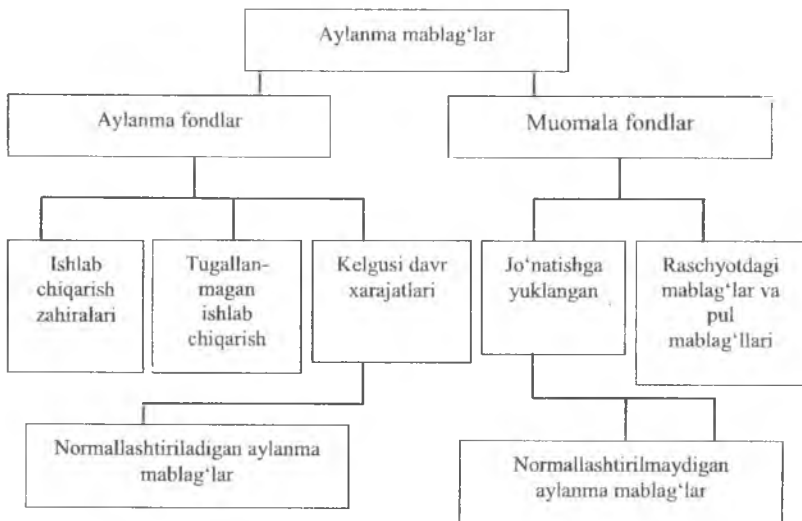 Aylanma mablag‘lar
Aylanma fondlar
Muomala fondlar
Ishlab
chiqarish
zahiralari
Tugallan-
magan
ishlab
chiqarish
Kelgusi davr
xarajatlari
Jo‘natishga
yuklangan
Raschyotdagi
mablag‘lar va
pul
mablag‘llari
Normallashtiriladigan aylanma
mablag‘lar
Normallashtirilmaydigan
aylanma mablag‘lar